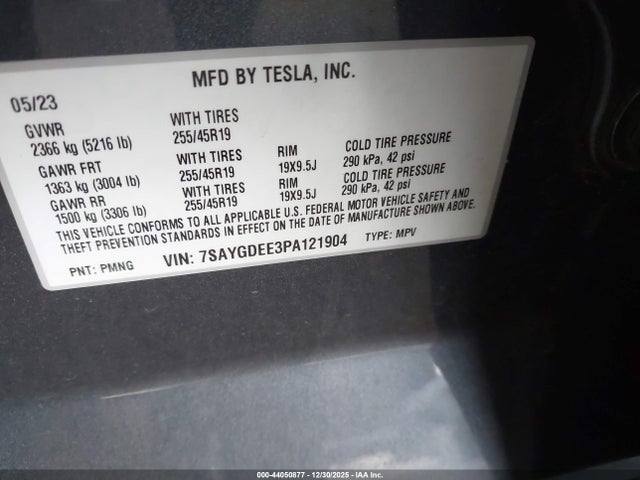 MFD BY TESLA, INC.
05/23
GVWR WITH TIRES
2366 kg (5216 lb) 255/45R19
GAWR FRT WITH TIRES RIM COLD TIRE PRESSURE
1363 kg (3004 lb) 255/45R19 19X9.5J 290 kPa, 42 psi
GAWR RR WITH TIRES RIM COLD TIRE PRESSURE
1500 kg (3306 lb) 255/45R19 19X9.5J 290 kPa, 42 psi
THIS VEHICLE CONFORMS TO ALL APPLICABLE U.S. FEDERAL MOTOR VEHICLE SAFETY AND
THEFT PREVENTION STANDARDS IN EFFECT ON THE DATE OF MANUFACTURE SHOWN ABOVE.
PNT: PMNG VIN: 7SAYGDEE3PA121904 TYPE: MPV
000-44050877 - 12/30/2025 - IAA Inc.